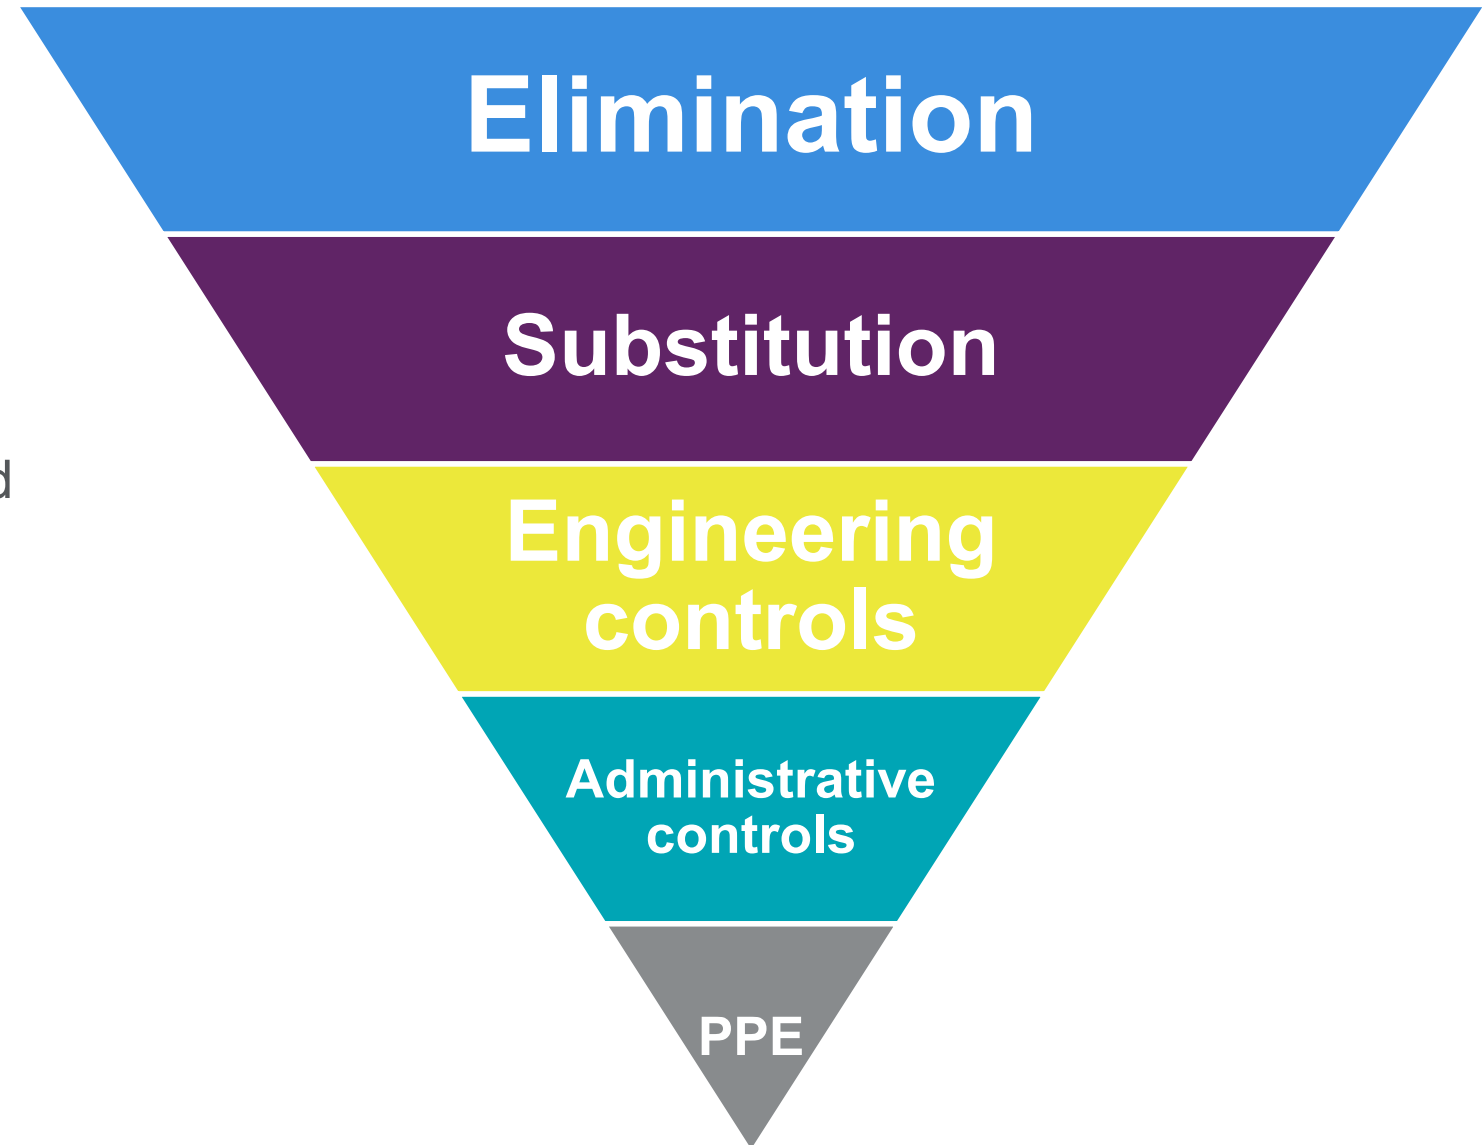 Elimination
Substitution
d
Engineering
controls
Administrative
controls
PPE